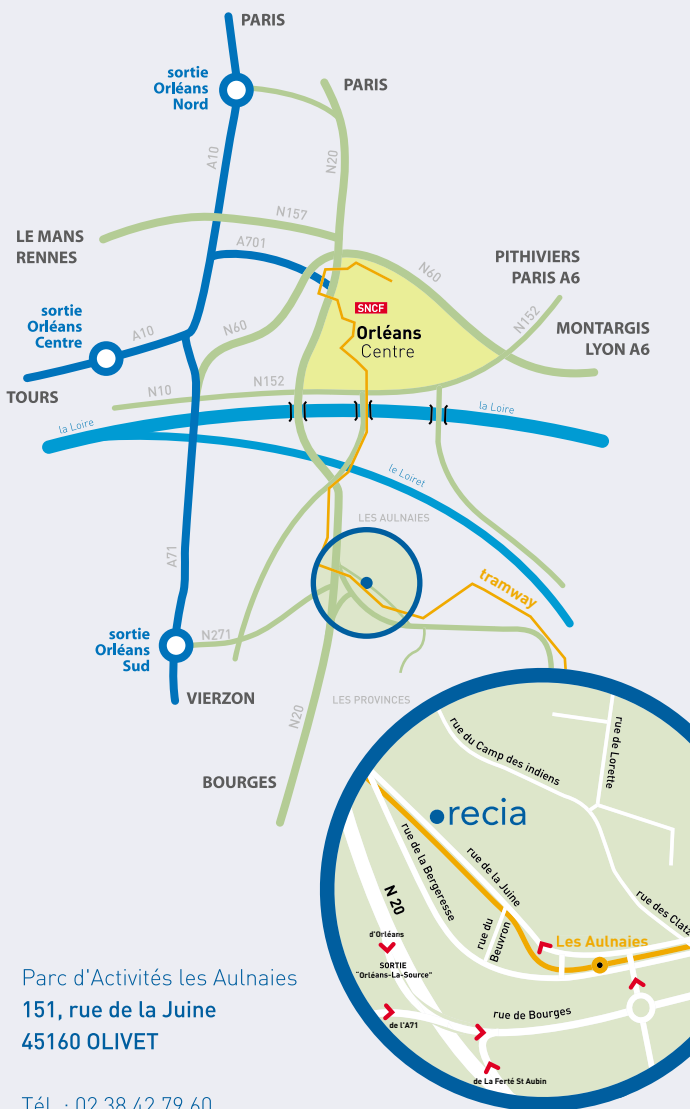 PARIS
sortie
Orléans
Nord
PARIS
A10
N20
N157
LE MANS
RENNES
A701
N60
PITHIVIERS
PARIS A6
SNCF
Orléans
Centre
N152
sortie
Orléans
Centre
A10
N60
MONTARGIS
LYON A6
TOURS
N10
N152
la Loire
la Loire
le Loiret
LES AULNAIES
A71
tramway
sortie
Orléans
Sud
N271
VIERZON
LES PROVINCES
N20
BOURGES
rue du Camp des indiens
rue de Lorette
recia
rue de la Bergeresse
rue de la Juine
rue des Clatz
N 20
rue du
Beuvron
d'Orléans
Les Aulnaies
SORTIE
"Orléans-La-Source"
rue de Bourges
de l'A71
de La Ferté St Aubin
Parc d'Activités les Aulnaies
151, rue de la Juine
45160 OLIVET
Tél. : 02 38 42 79 60